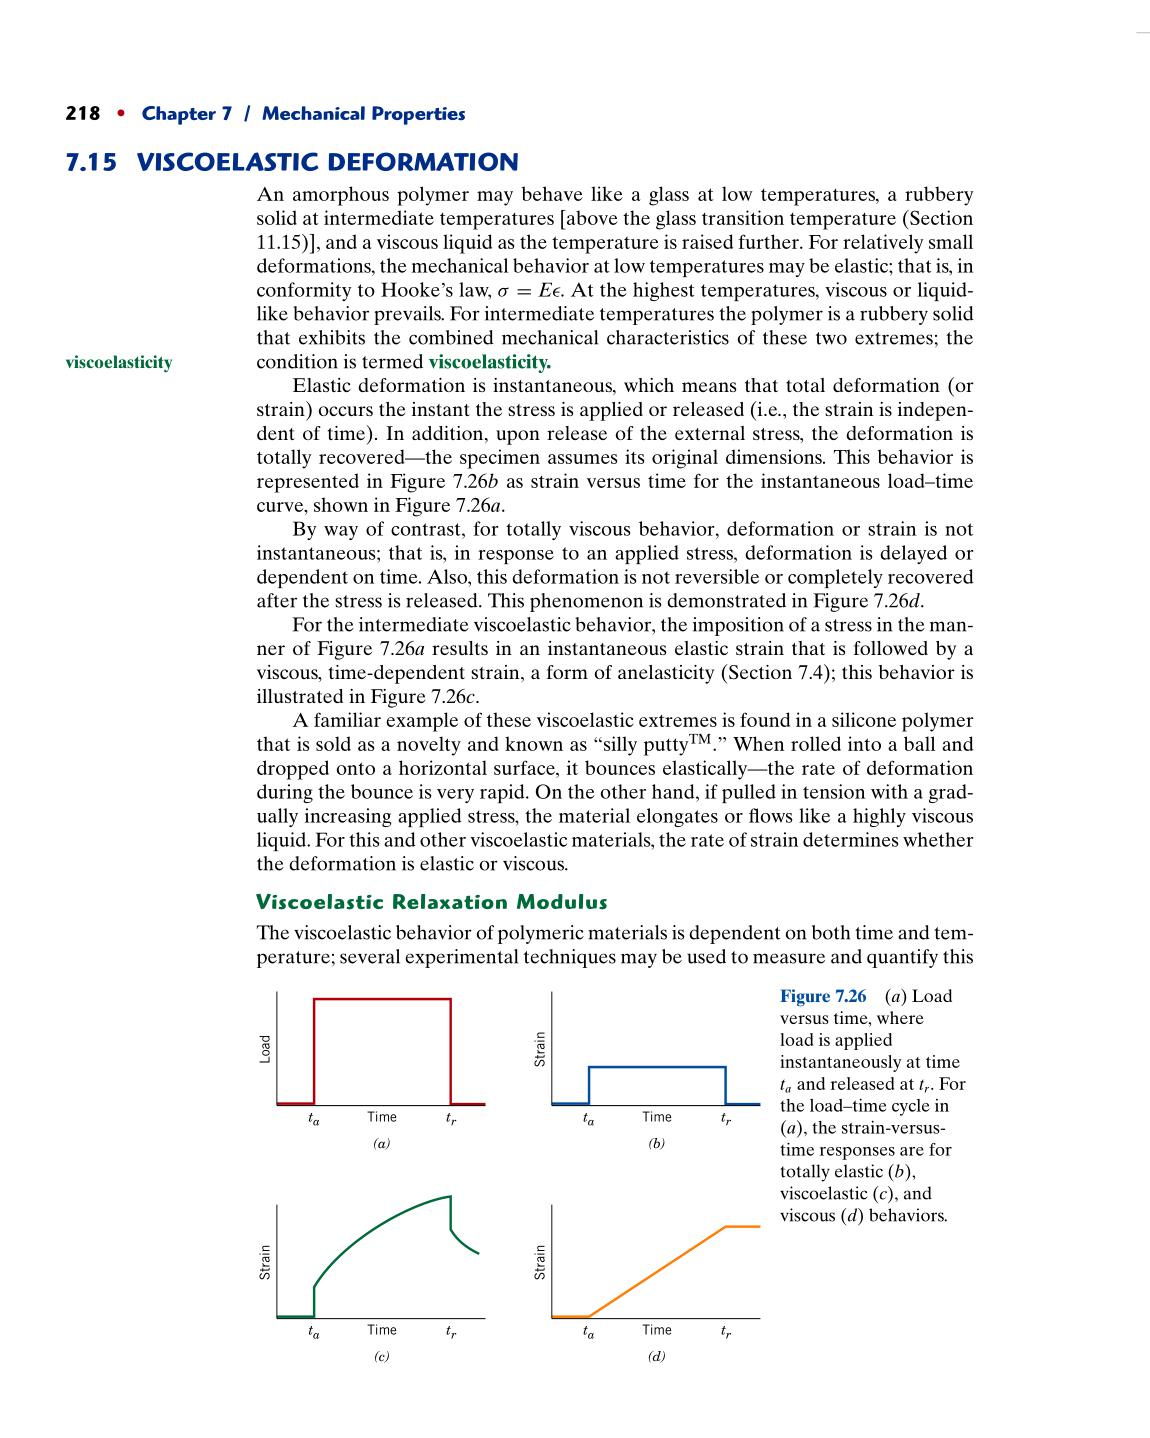 218 • Chapter 7 / Mechanical Properties
7.15 VISCOELASTIC DEFORMATION
An amorphous polymer may behave like a glass at low temperatures, a rubbery
solid at intermediate temperatures [above the glass transition temperature (Section
11.15)], and a viscous liquid as the temperature is raised further. For relatively small
deformations, the mechanical behavior at low temperatures may be elastic; that is, in
conformity to Hooke's law, σ = Eϵ. At the highest temperatures, viscous or liquid-
like behavior prevails. For intermediate temperatures the polymer is a rubbery solid
that exhibits the combined mechanical characteristics of these two extremes; the
viscoelasticity
condition is termed viscoelasticity.
Elastic deformation is instantaneous, which means that total deformation (or
strain) occurs the instant the stress is applied or released (i.e., the strain is indepen-
dent of time). In addition, upon release of the external stress, the deformation is
totally recovered—the specimen assumes its original dimensions. This behavior is
represented in Figure 7.26b as strain versus time for the instantaneous load–time
curve, shown in Figure 7.26a.
By way of contrast, for totally viscous behavior, deformation or strain is not
instantaneous; that is, in response to an applied stress, deformation is delayed or
dependent on time. Also, this deformation is not reversible or completely recovered
after the stress is released. This phenomenon is demonstrated in Figure 7.26d.
For the intermediate viscoelastic behavior, the imposition of a stress in the man-
ner of Figure 7.26a results in an instantaneous elastic strain that is followed by a
viscous, time-dependent strain, a form of anelasticity (Section 7.4); this behavior is
illustrated in Figure 7.26c.
A familiar example of these viscoelastic extremes is found in a silicone polymer
that is sold as a novelty and known as “silly putty™.” When rolled into a ball and
dropped onto a horizontal surface, it bounces elastically—the rate of deformation
during the bounce is very rapid. On the other hand, if pulled in tension with a grad-
ually increasing applied stress, the material elongates or flows like a highly viscous
liquid. For this and other viscoelastic materials, the rate of strain determines whether
the deformation is elastic or viscous.
Viscoelastic Relaxation Modulus
The viscoelastic behavior of polymeric materials is dependent on both time and tem-
perature; several experimental techniques may be used to measure and quantify this
Load
ta Time tr
(a)
Strain
ta Time tr
(b)
Strain
ta Time tr
(c)
Strain
ta Time tr
(d)
Figure 7.26 (a) Load
versus time, where
load is applied
instantaneously at time
ta and released at tr. For
the load–time cycle in
(a), the strain-versus-
time responses are for
totally elastic (b),
viscoelastic (c), and
viscous (d) behaviors.